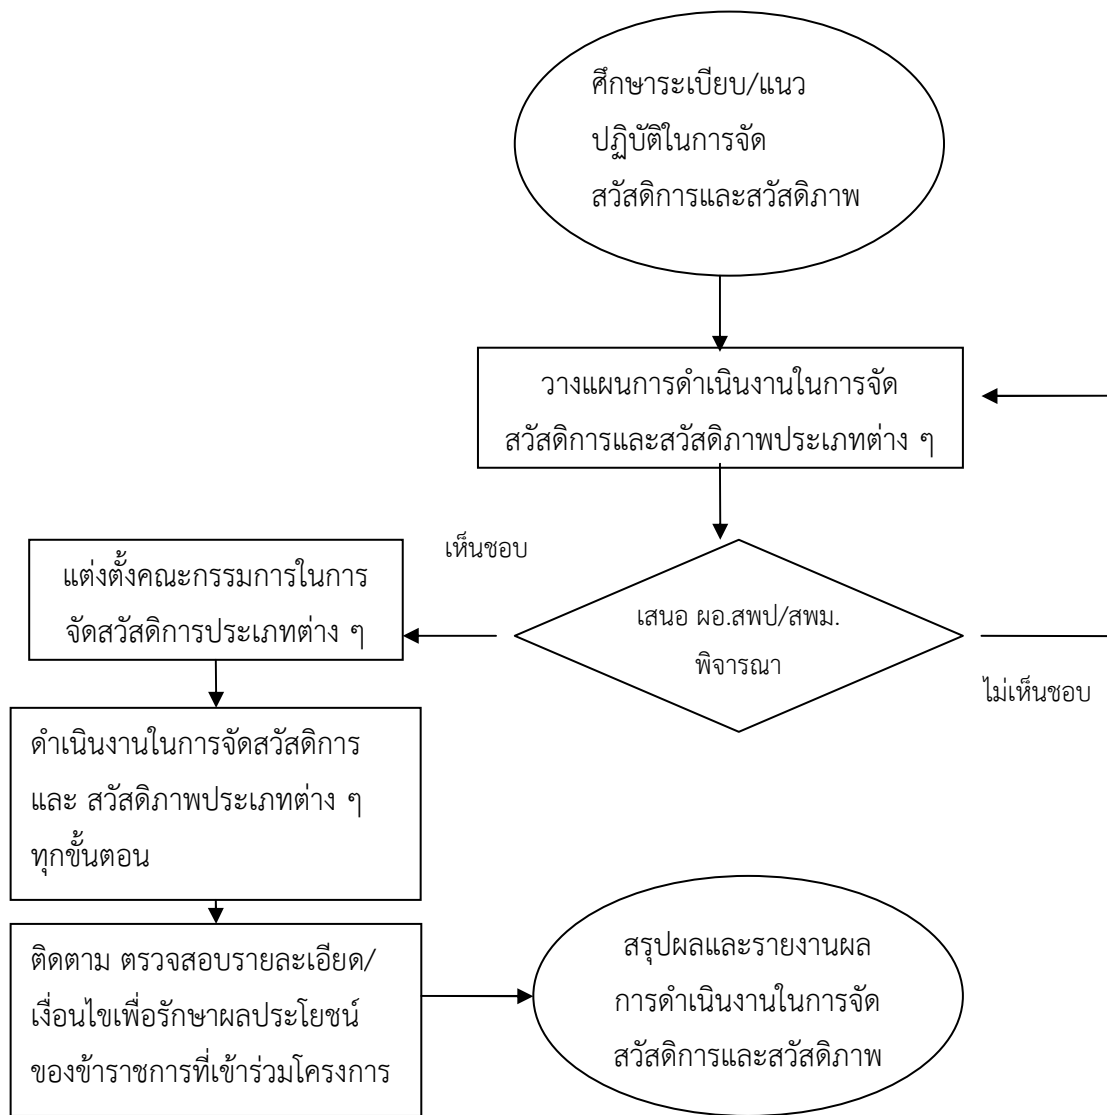 ศึกษาระเบียบ/แนว
ปฏิบัติในการจัด
สวัสดิการและสวัสดิภาพ
วางแผนการดำเนินงานในการจัด
สวัสดิการและสวัสดิภาพประเภทต่าง ๆ
เห็นชอบ
เสนอ ผอ.สพป/สพม.
พิจารณา
ไม่เห็นชอบ
แต่งตั้งคณะกรรมการในการ
จัดสวัสดิการประเภทต่าง ๆ
ดำเนินงานในการจัดสวัสดิการ
และ สวัสดิภาพประเภทต่าง ๆ
ทุกขั้นตอน
ติดตาม ตรวจสอบรายละเอียด/
เงื่อนไขเพื่อรักษาผลประโยชน์
ของข้าราชการที่เข้าร่วมโครงการ
สรุปผลและรายงานผล
การดำเนินงานในการจัด
สวัสดิการและสวัสดิภาพ